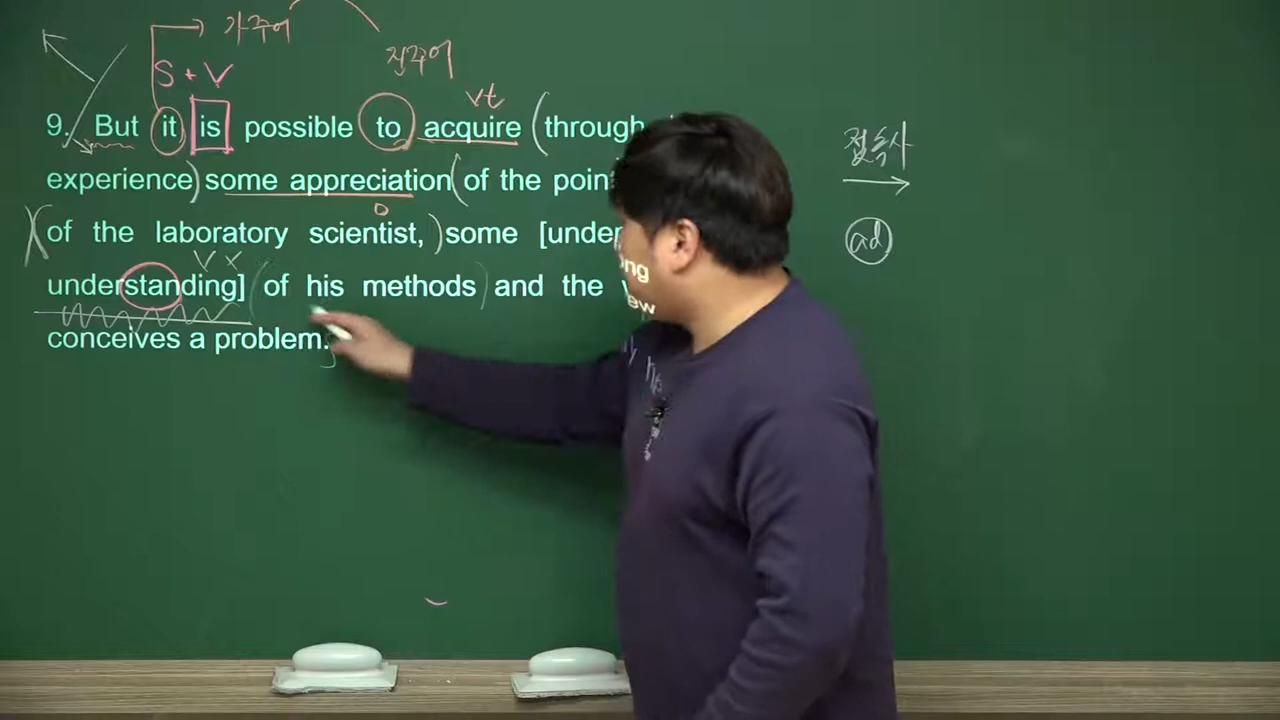 가주어
진주어
S + V
vt
9. But it is possible to acquire (through
experience) some appreciation (of the poin
o
of the laboratory scientist,) some [under
v x
understanding] (of his methods) and the
conceives a problem.
접속사
ad
ong
ew